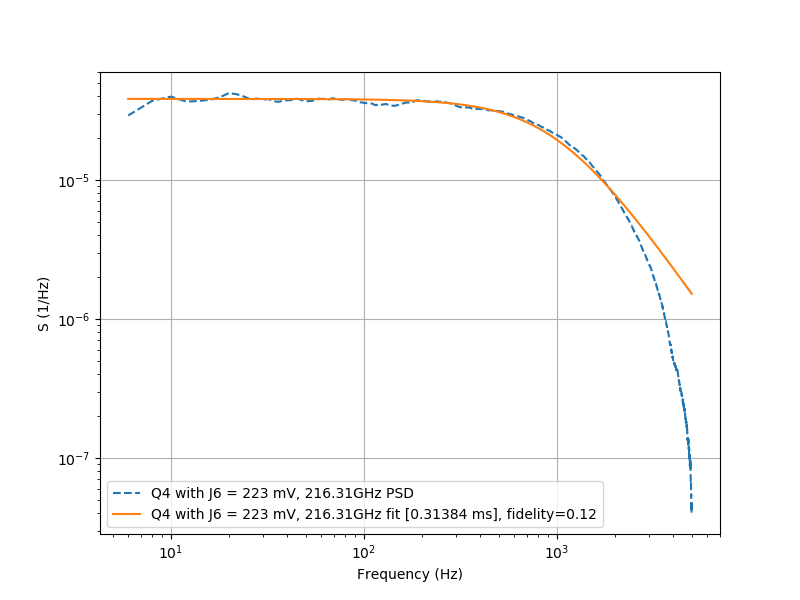 S (1/Hz)
10⁻⁵
10⁻⁶
10⁻⁷
Q4 with J6 = 223 mV, 216.31GHz PSD
Q4 with J6 = 223 mV, 216.31GHz fit [0.31384 ms], fidelity=0.12
10¹ 10² 10³
Frequency (Hz)